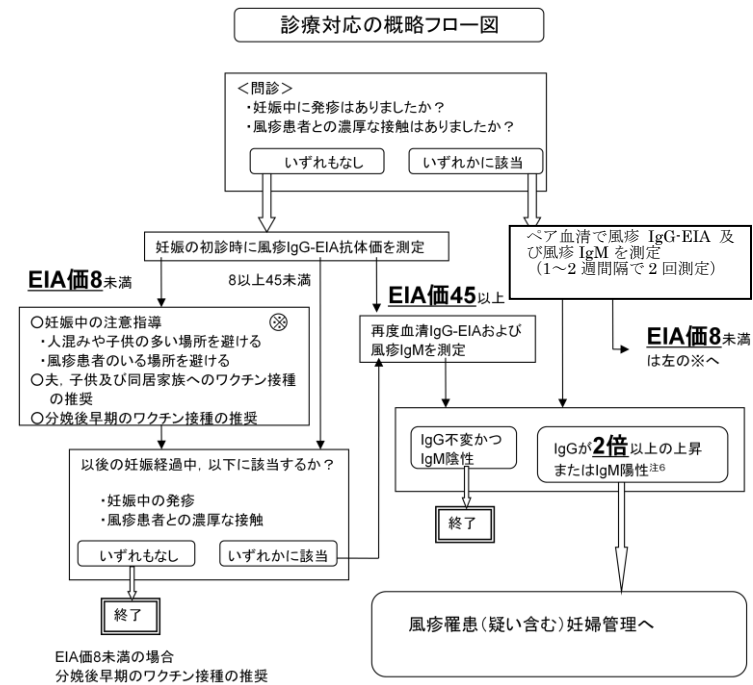 診療対応の概略フロー図
＜問診＞
・妊娠中に発疹はありましたか？
・風疹患者との濃厚な接触はありましたか？
いずれもなし
いずれかに該当
妊娠の初診時に風疹IgG-EIA抗体価を測定
ペア血清で風疹 IgG-EIA 及
び風疹 IgM を測定
（1～2 週間隔で 2 回測定）
EIA価8未満
8以上45未満
EIA価45以上
○妊娠中の注意指導 ※
・人混みや子供の多い場所を避ける
・風疹患者のいる場所を避ける
○夫，子供及び同居家族へのワクチン接種
の推奨
○分娩後早期のワクチン接種の推奨
再度血清IgG-EIAおよび
風疹IgMを測定
EIA価8未満
は左の※へ
IgG不変かつ
IgM陰性
IgGが2倍以上の上昇
またはIgM陽性注6
終了
以後の妊娠経過中，以下に該当するか？
・妊娠中の発疹
・風疹患者との濃厚な接触
いずれもなし
いずれかに該当
終了
EIA価8未満の場合
分娩後早期のワクチン接種の推奨
風疹罹患（疑い含む）妊婦管理へ